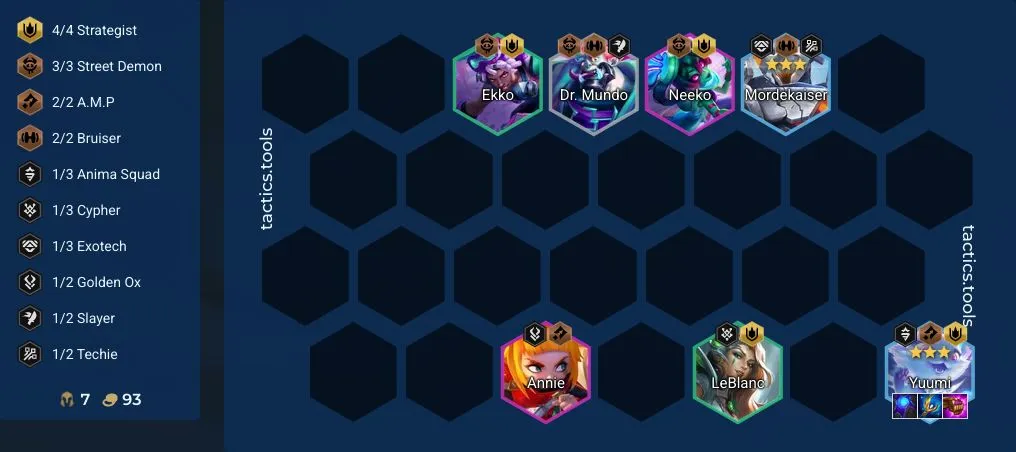 4/4 Strategist
3/3 Street Demon
2/2 A.M.P
2/2 Bruiser
1/3 Anima Squad
1/3 Cypher
1/3 Exotech
1/2 Golden Ox
1/2 Slayer
1/2 Techie
7 93
tactics.tools
Ekko
Dr. Mundo
Neeko
Mordekaiser
tactics.tools
Annie
LeBlanc
Yuumi